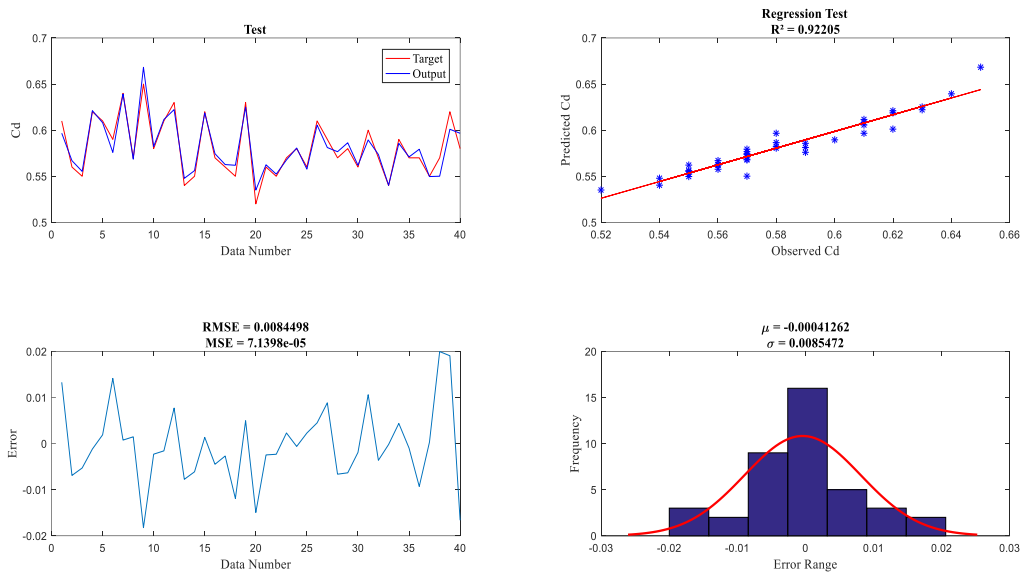 Test
0.7
0.65
0.6
0.55
0.5
Cd
0 5 10 15 20 25 30 35 40
Data Number
Target
Output
Regression Test
R² = 0.92205
0.7
0.65
0.6
0.55
0.5
Predicted Cd
0.52 0.54 0.56 0.58 0.6 0.62 0.64 0.66
Observed Cd
RMSE = 0.0084498
MSE = 7.1398e-05
0.02
0.01
0
-0.01
-0.02
Error
0 5 10 15 20 25 30 35 40
Data Number
μ = -0.00041262
σ = 0.0085472
20
15
10
5
0
Frequency
-0.03 -0.02 -0.01 0 0.01 0.02 0.03
Error Range